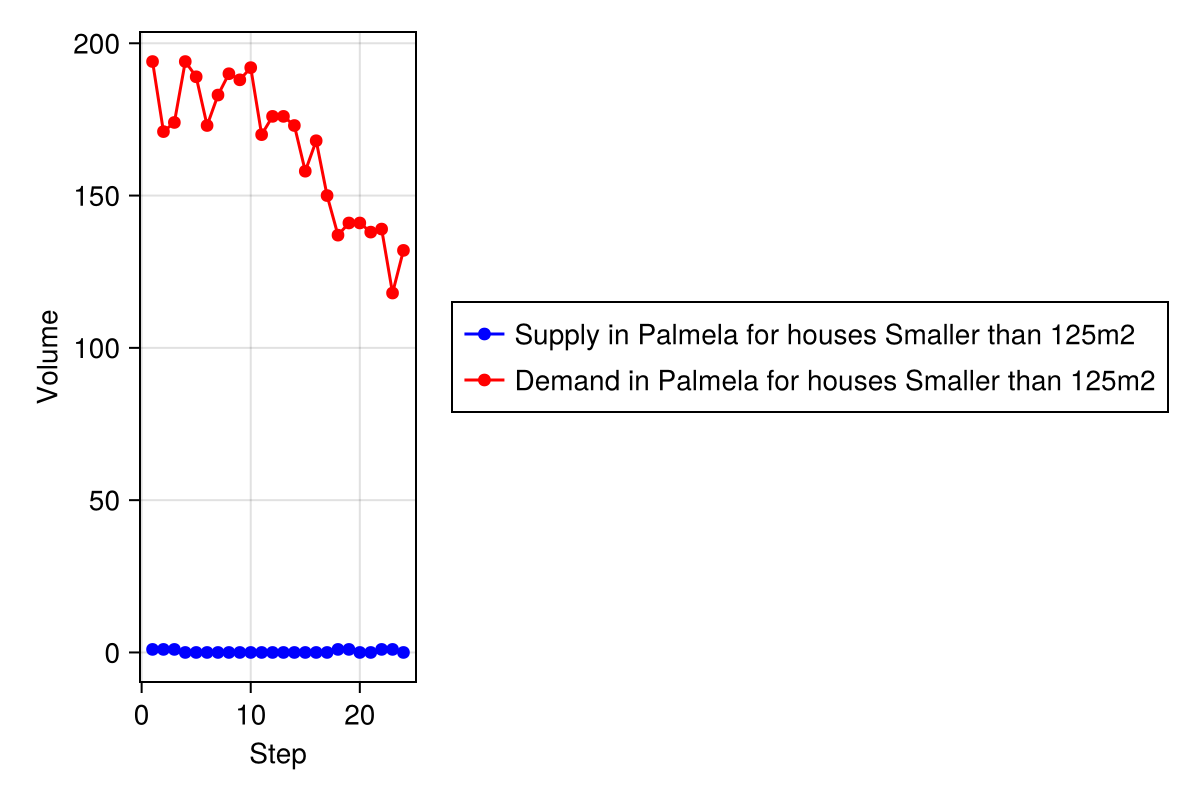 200
150
100
50
0
Volume
0 10 20
Step
Supply in Palmela for houses Smaller than 125m2
Demand in Palmela for houses Smaller than 125m2